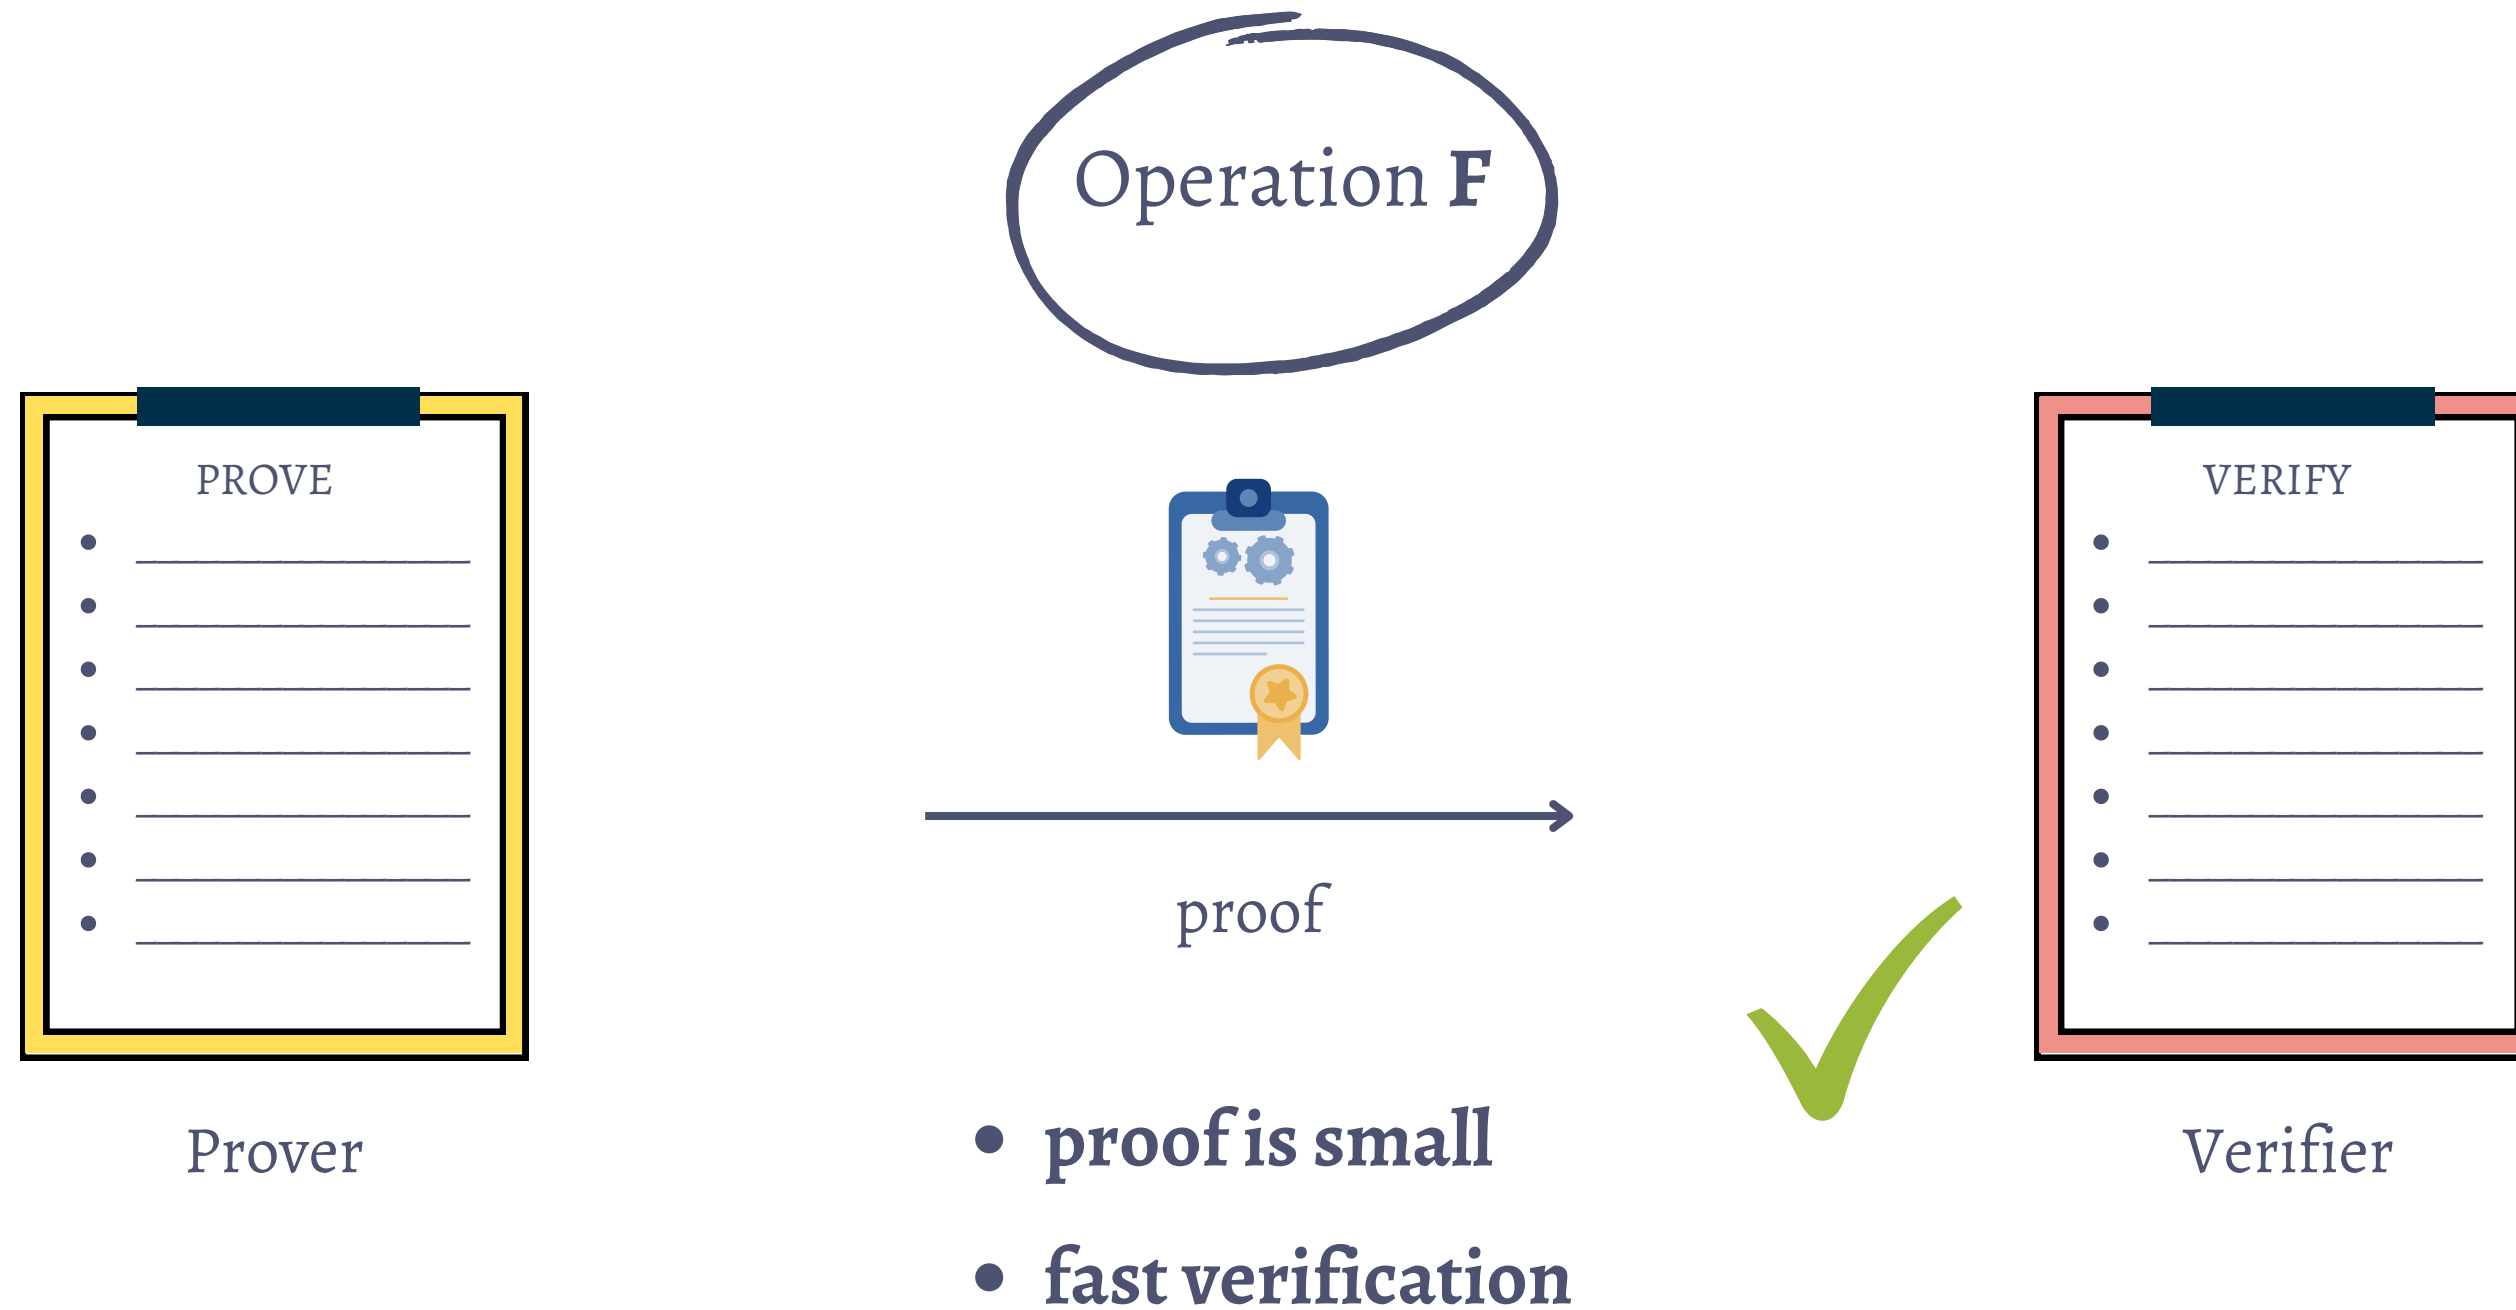 Operation F
PROVE
VERIFY
proof
Prover
Verifier
• proof is small
• fast verification